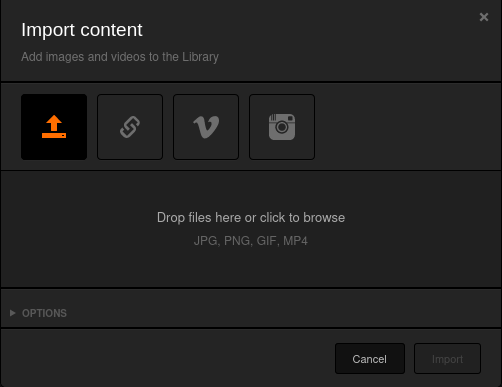 Import content
Add images and videos to the Library
Drop files here or click to browse
JPG, PNG, GIF, MP4
OPTIONS
Cancel
Import